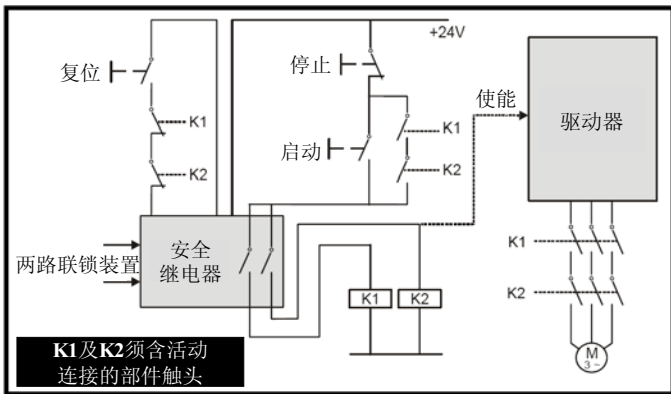 +24V
复位
停止
使能
驱动器
K1
K1
启动
K2
K2
安全
继电器
两路联锁装置
K1
K2
K1
K2
K1及K2须含活动
连接的部件触头
M
3 ~